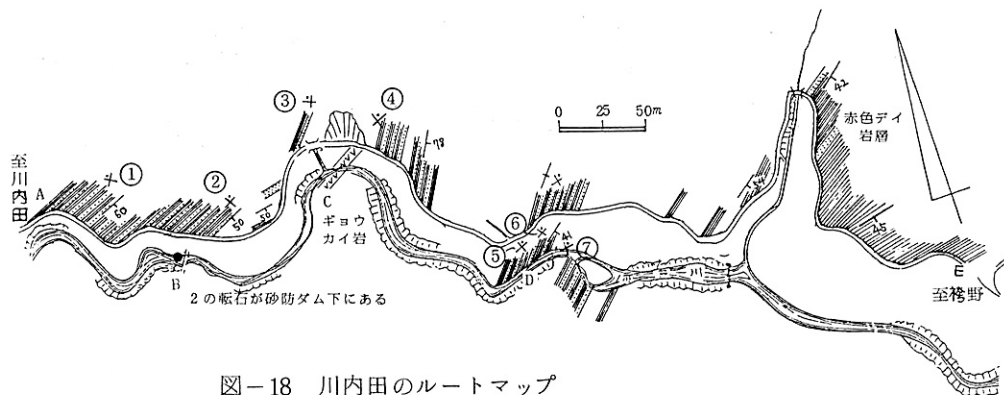 至川内田
A
①
60
②
50
50
B
2の転石が砂防ダム下にある
③
C
ギョウ
カイ岩
④
78
0 25 50m
⑤
⑥
D
⑦
川
42
赤色デイ
岩層
25
E
至袴野
図-18 川内田のルートマップ